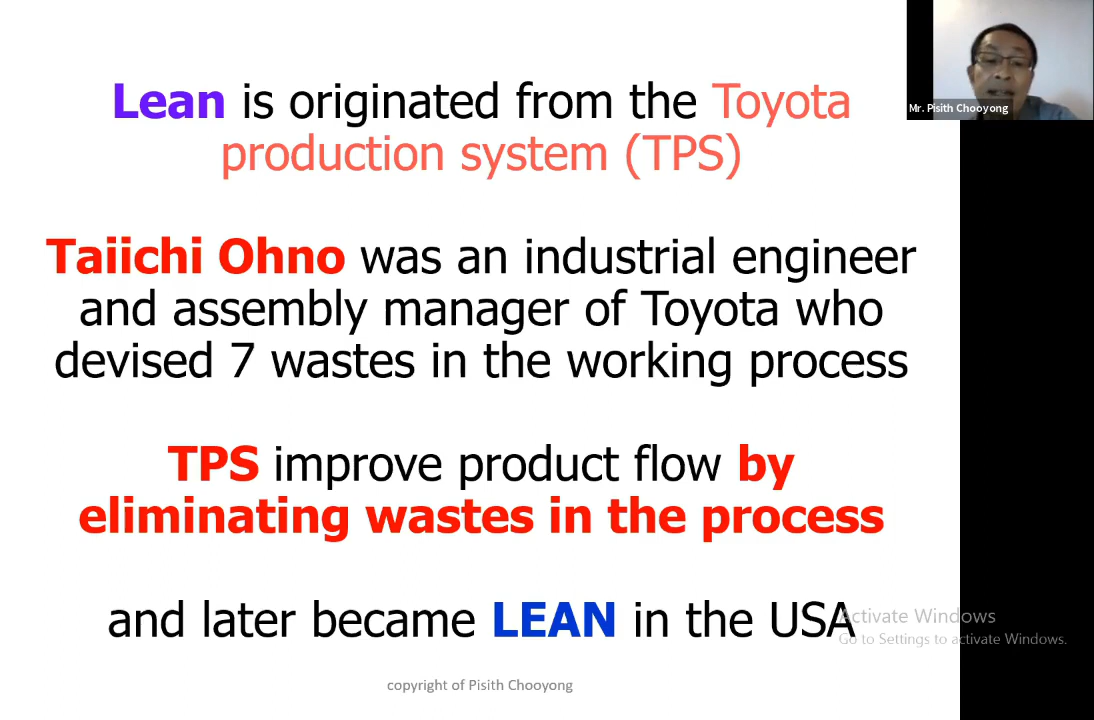 Lean is originated from the Toyota
production system (TPS)
Mr. Pisith Chooyong
Taiichi Ohno was an industrial engineer
and assembly manager of Toyota who
devised 7 wastes in the working process
TPS improve product flow by
eliminating wastes in the process
and later became LEAN in the USA
Activate Windows
Go to Settings to activate Windows.
copyright of Pisith Chooyong